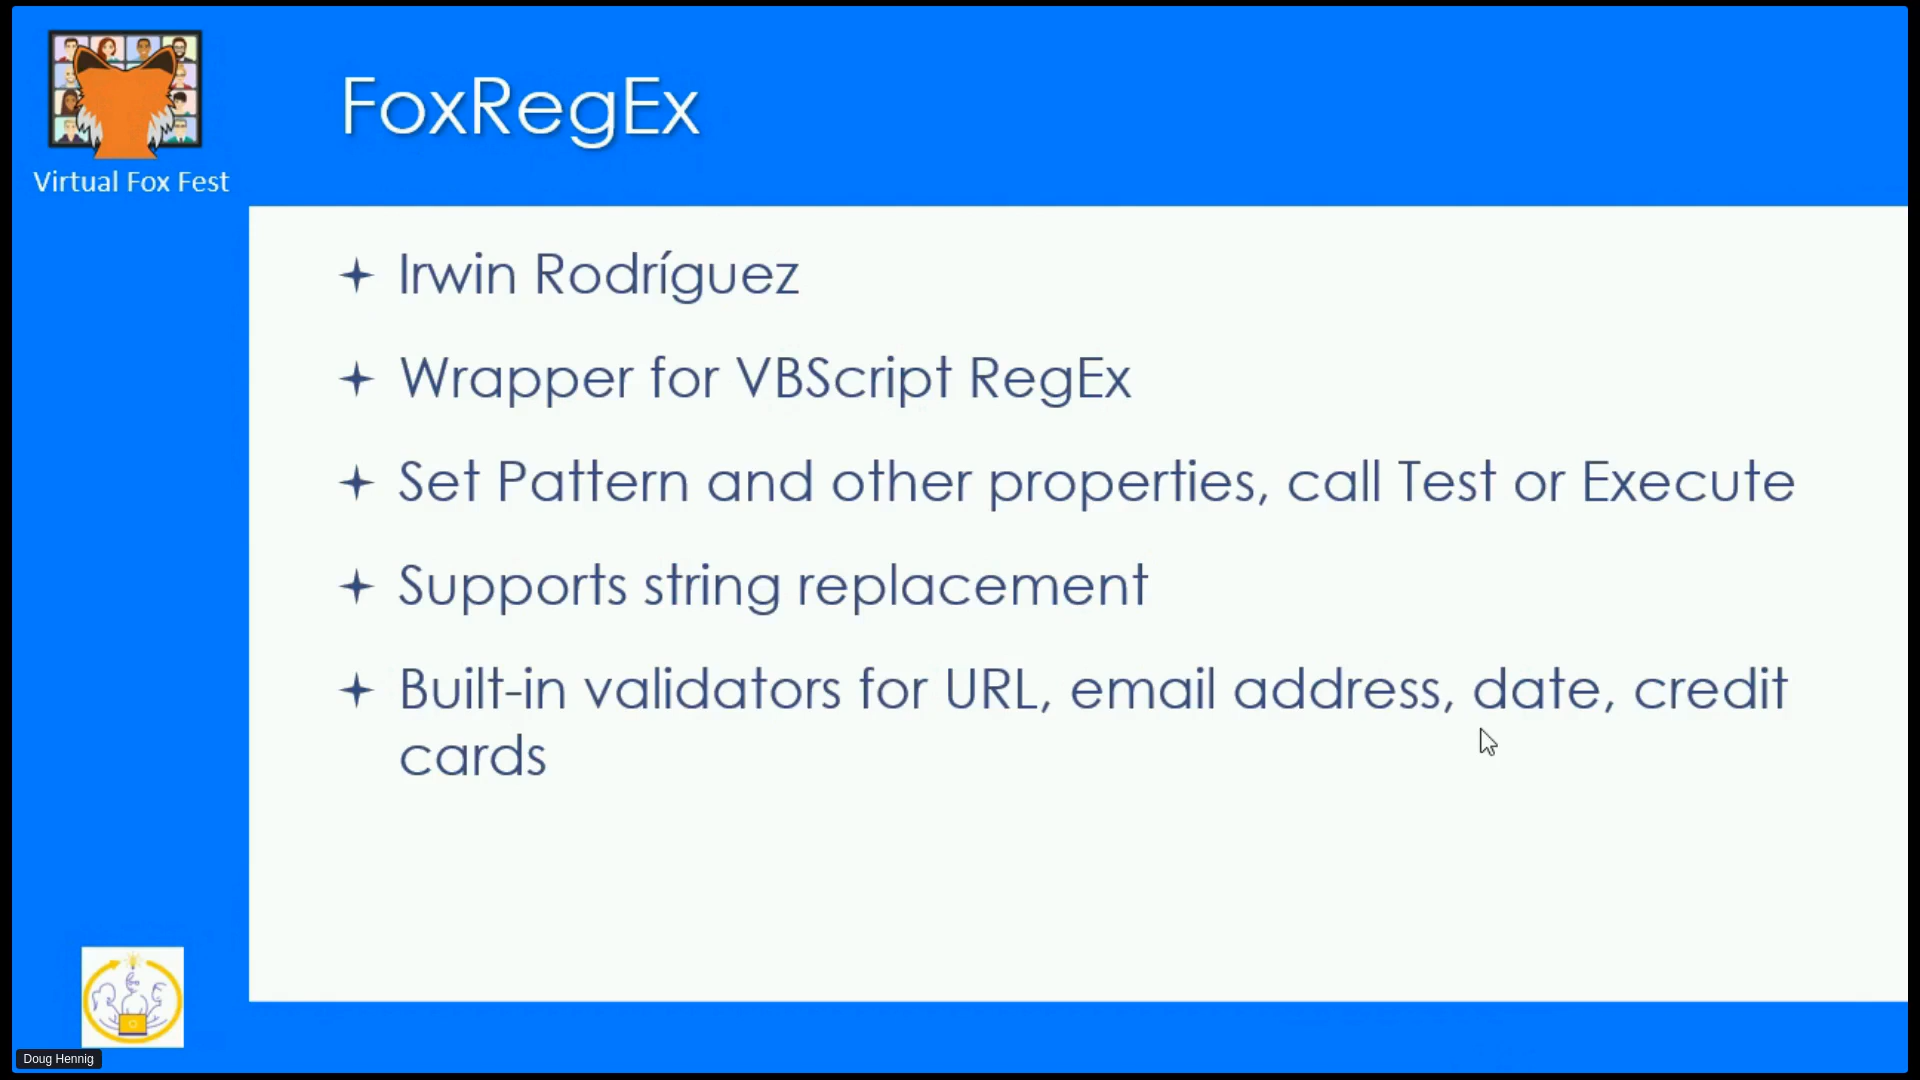 FoxRegEx
Virtual Fox Fest
Irwin Rodríguez
Wrapper for VBScript RegEx
Set Pattern and other properties, call Test or Execute
Supports string replacement
Built-in validators for URL, email address, date, credit
cards
Doug Hennig